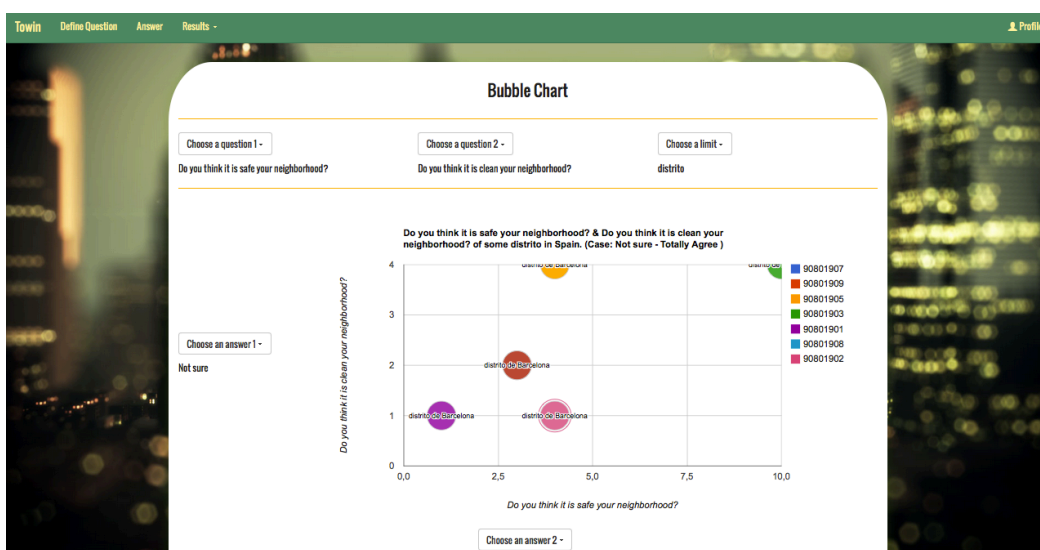 Towin Define Question Answer Results Profile
Bubble Chart
Choose a question 1 Choose a question 2 Choose a limit
Do you think it is safe your neighborhood? Do you think it is clean your neighborhood? distrito
Do you think it is safe your neighborhood? & Do you think it is clean your
neighborhood? of some distrito in Spain. (Case: Not sure - Totally Agree )
4
distrito de Barcelona
distrito de
3
2
distrito de Barcelona
1
distrito de Barcelona
distrito de Barcelona
0
0,0 2,5 5,0 7,5 10,0
Do you think it is clean your neighborhood?
Do you think it is safe your neighborhood?
90801907
90801909
90801905
90801903
90801901
90801908
90801902
Choose an answer 1
Not sure
Choose an answer 2